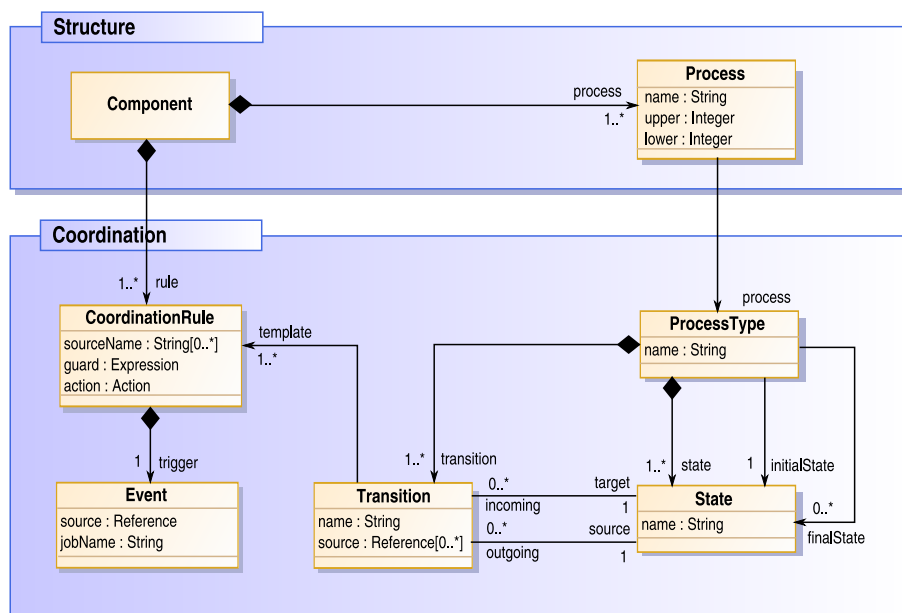 Structure
Component
process
1..*
Process
name : String
upper : Integer
lower : Integer
Coordination
1..*
rule
process
CoordinationRule
sourceName : String[0..*]
guard : Expression
action : Action
template
1..*
ProcessType
name : String
1
trigger
1..*
transition
1..*
state
1
initialState
Event
source : Reference
jobName : String
Transition
name : String
source : Reference[0..*]
0..*
incoming
target
1
0..*
outgoing
source
1
State
name : String
0..*
finalState